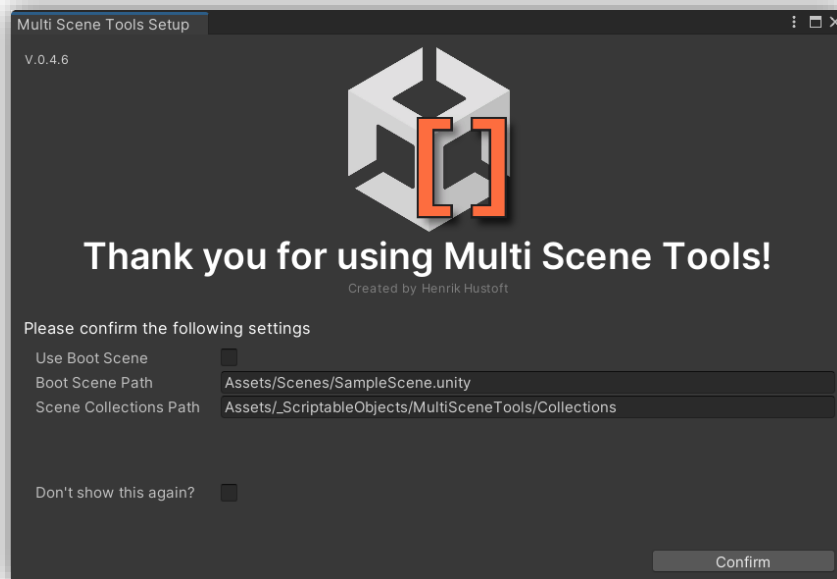 Multi Scene Tools Setup
V.0.4.6
Thank you for using Multi Scene Tools!
Created by Henrik Hustoft
Please confirm the following settings
Use Boot Scene
Boot Scene Path Assets/Scenes/SampleScene.unity
Scene Collections Path Assets/_ScriptableObjects/MultiSceneTools/Collections
Don't show this again?
Confirm